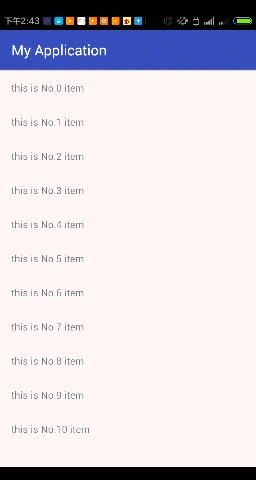 下午2:43
My Application
this is No.0 item
this is No.1 item
this is No.2 item
this is No.3 item
this is No.4 item
this is No.5 item
this is No.6 item
this is No.7 item
this is No.8 item
this is No.9 item
this is No.10 item